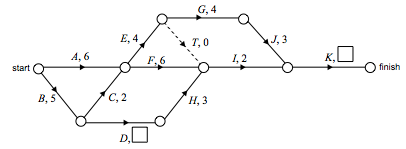 G, 4
E, 4
T, 0
J, 3
A, 6
F, 6
I, 2
K,
start
finish
B, 5
C, 2
H, 3
D,